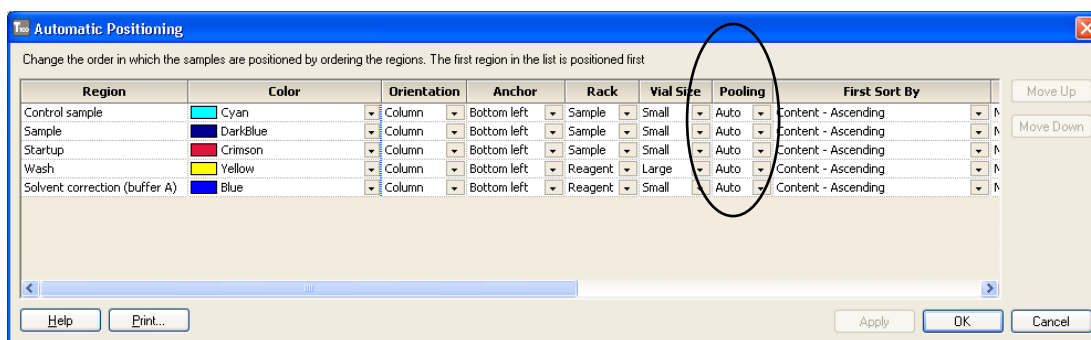 T100 Automatic Positioning
Change the order in which the samples are positioned by ordering the regions. The first region in the list is positioned first
Region Color Orientation Anchor Rack Vial Size Pooling First Sort By
Control sample Cyan Column Bottom left Sample Small Auto Content - Ascending N
Sample DarkBlue Column Bottom left Sample Small Auto Content - Ascending N
Startup Crimson Column Bottom left Sample Small Auto Content - Ascending N
Wash Yellow Column Bottom left Reagent Large Auto Content - Ascending N
Solvent correction (buffer A) Blue Column Bottom left Reagent Small Auto Content - Ascending N
Move Up
Move Down
Help Print... Apply OK Cancel